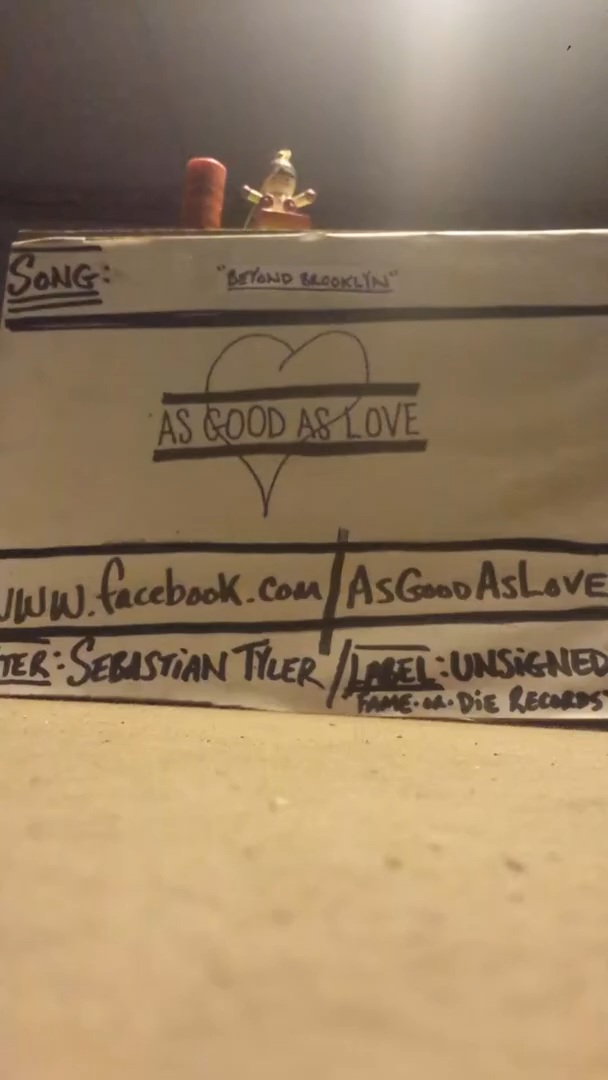 SONG: "BEYOND BROOKLYN"
AS GOOD AS LOVE
www.facebook.com/AsGoodAsLove
TER: SEBASTIAN TYLER / LABEL: UNSIGNED
FAME-OR-DIE RECORDS